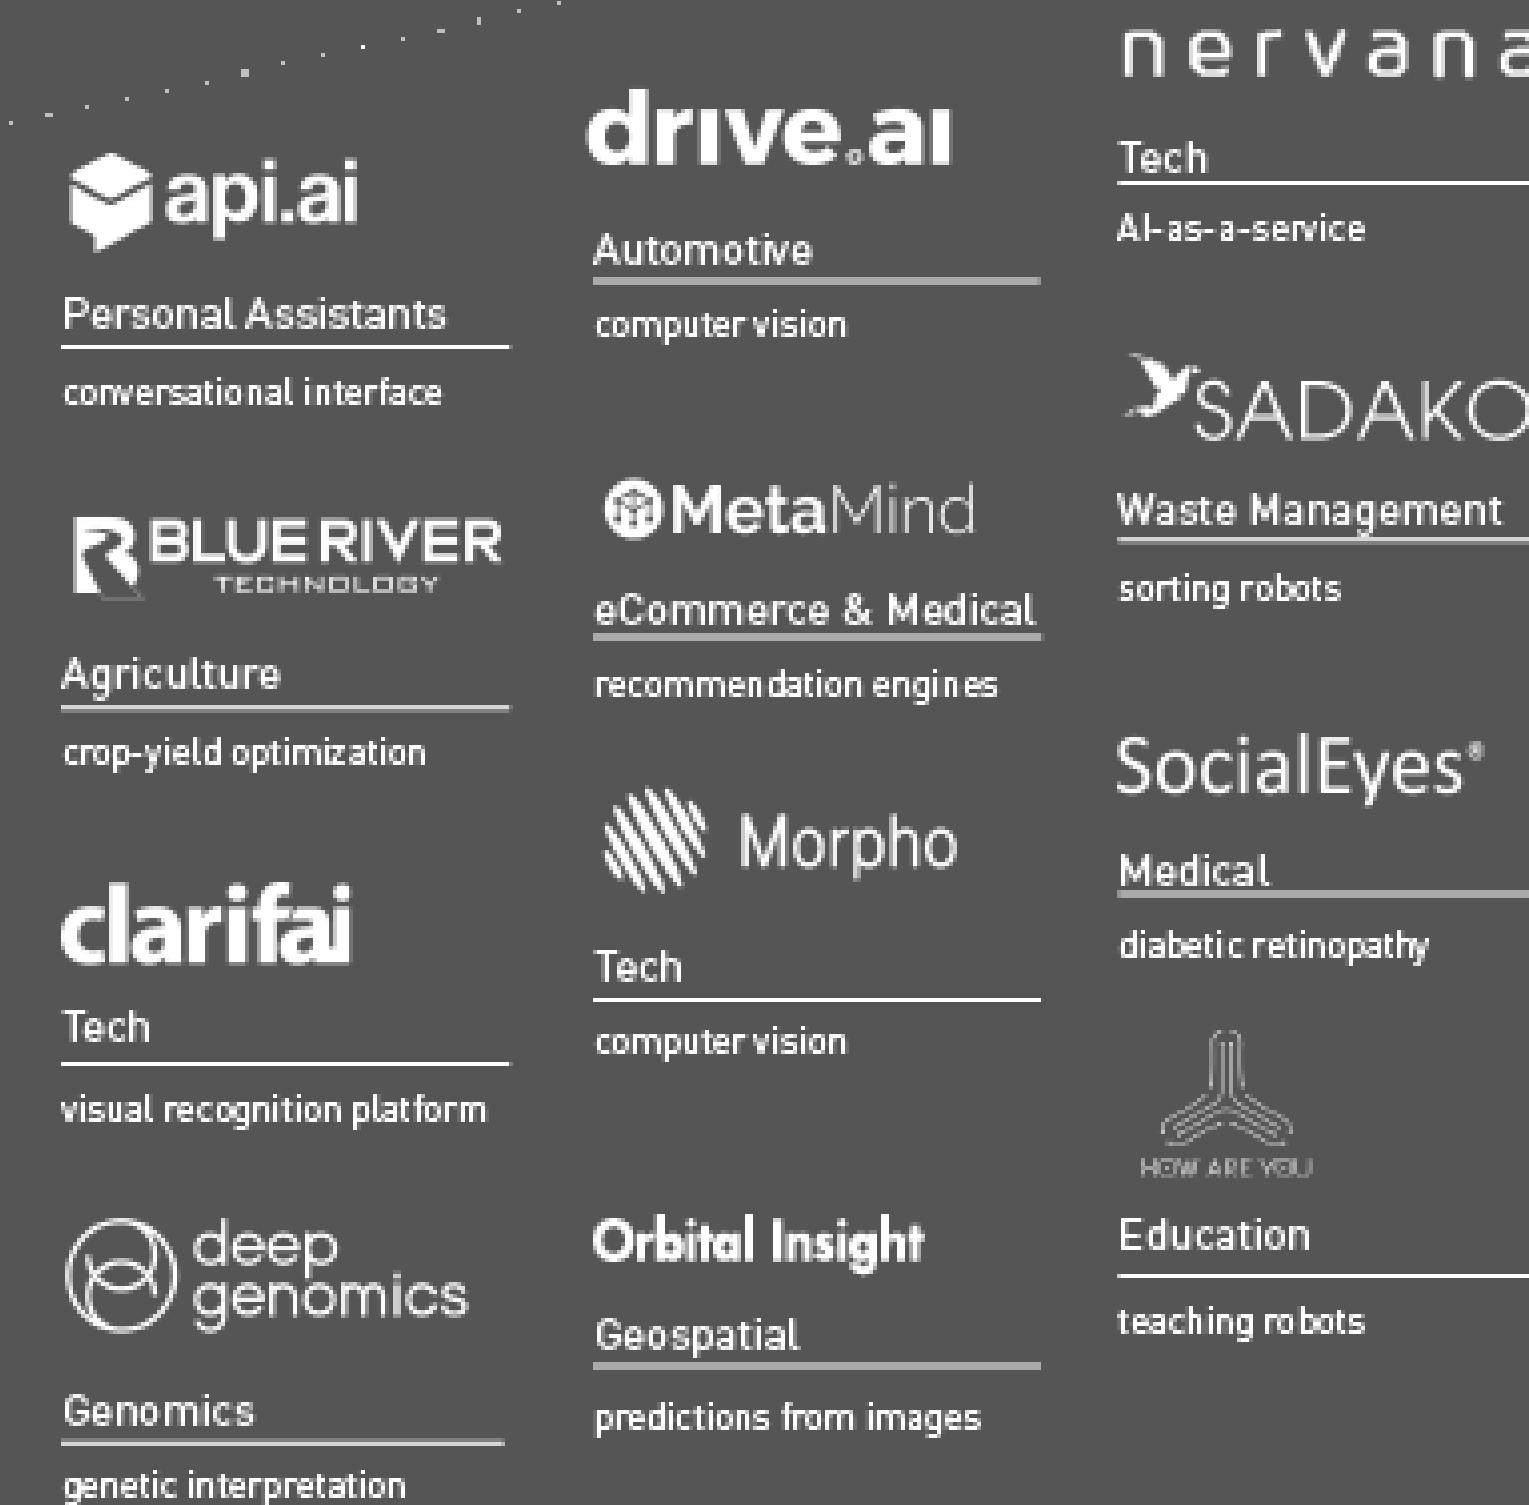 api.ai
Personal Assistants
conversational interface
BLUE RIVER
TECHNOLOGY
Agriculture
crop-yield optimization
clarifai
Tech
visual recognition platform
deep
genomics
Genomics
genetic interpretation
drive.ai
Automotive
computer vision
MetaMind
eCommerce & Medical
recommendation engines
Morpho
Tech
computer vision
Orbital Insight
Geospatial
predictions from images
nervana
Tech
AI-as-a-service
SADAKO
Waste Management
sorting robots
SocialEyes®
Medical
diabetic retinopathy
HOW ARE YOU
Education
teaching robots